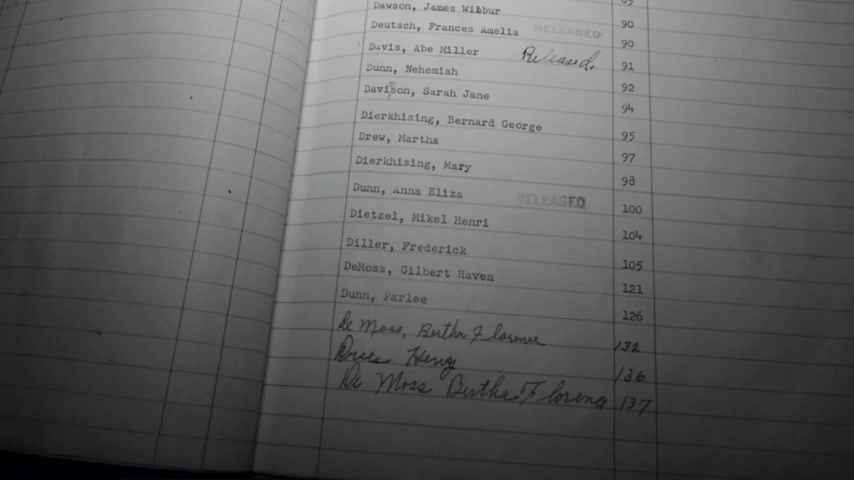 Dawson, James Wilbur 90
Deutsch, Frances Amelia RELEASED 90
Davis, Abe Miller Released. 91
Dunn, Nehemiah 92
Davison, Sarah Jane 94
Dierkhising, Bernard George 95
Drew, Martha 97
Dierkhising, Mary 98
Dunn, Anna Eliza RELEASED 100
Dietzel, Mikel Henri 104
Diller, Frederick 105
DeMoss, Gilbert Haven 121
Dunn, Parlee 126
De Moss, Bertha Florence 132
Henry 136
De Moss Bertha Florence 137